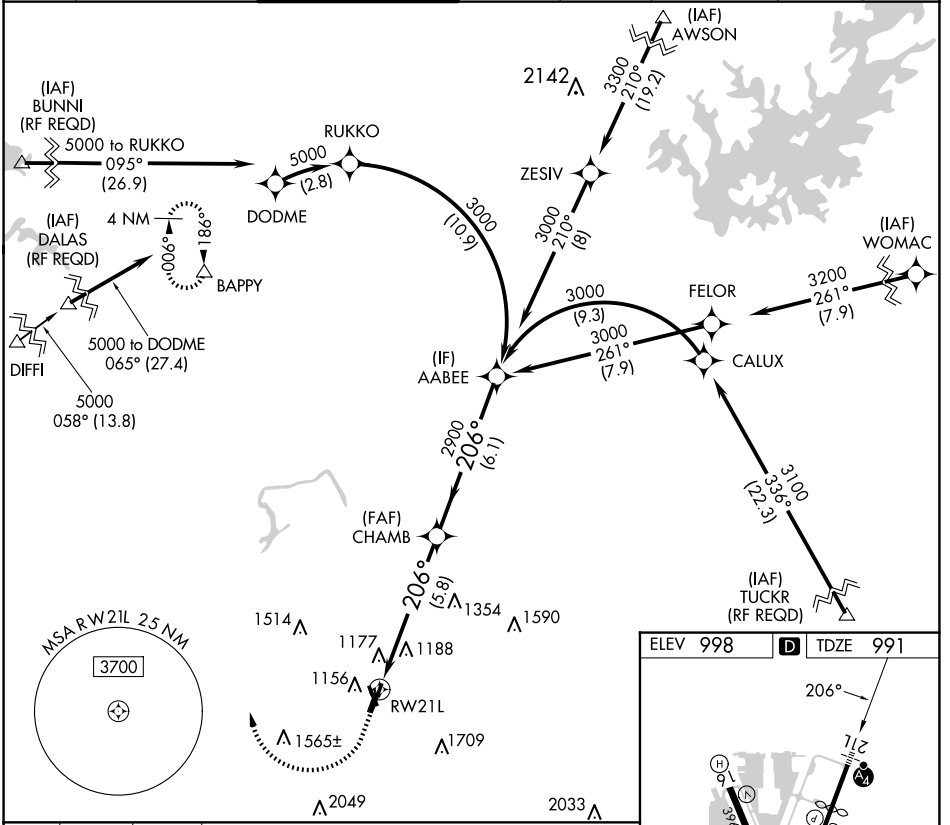 (IAF)
AWSON
2142
3300
210°
(19.2)
(IAF)
BUNNI
(RF REQD)
5000 to RUKKO
095°
(26.9)
RUKKO
5000
(2.8)
DODME
ZESIV
3000
(10.9)
3000
210°
(8)
(IAF)
DALAS
(RF REQD)
4 NM
006°
186°
BAPPY
(IAF)
WOMAC
3200
261°
(7.9)
FELOR
3000
(9.3)
3000
261°
(7.9)
CALUX
DIFFI
5000 to DODME
065° (27.4)
5000
058° (13.8)
(IF)
AABEE
2900
206°
(6.1)
3100
336°
(22.3)
(FAF)
CHAMB
206°
(5.8)
(IAF)
TUCKR
(RF REQD)
1514
1354
1590
1177
1188
1156
RW21L
1565±
1709
2049
2033
MSA RW21L 25 NM
3700
ELEV 998 D TDZE 991
206°
21L
A4
H
16
V
P
396